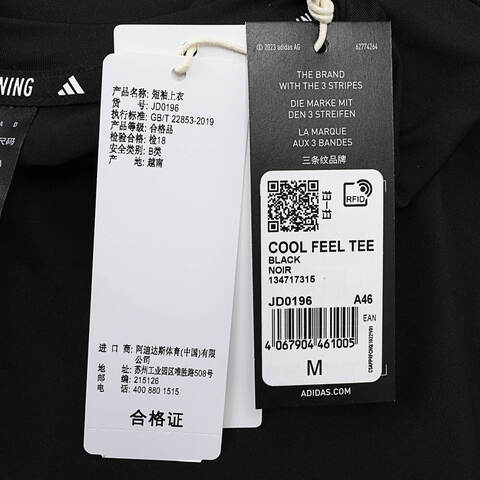 NING
产品名称: 短袖上衣
货 号: JD0196
执行标准: GB/T 22853-2019
产品等级: 合格品
检验合格: 检18
安全类别: B类
产 地: 越南
进 口 商: 阿迪达斯体育(中国)有限公司
地 址: 苏州工业园区唯胜路508号
邮 编: 215126
电 话: 400 880 1515
合格证
© 2023 adidas AG 62774264
THE BRAND
WITH THE 3 STRIPES
DIE MARKE MIT
DEN 3 STREIFEN
LA MARQUE
AUX 3 BANDES
三条纹品牌
RFID
COOL FEEL TEE
BLACK
NOIR
134717315
JD0196 A46
EAN
4 067904 461005
M
ADIDAS.COM